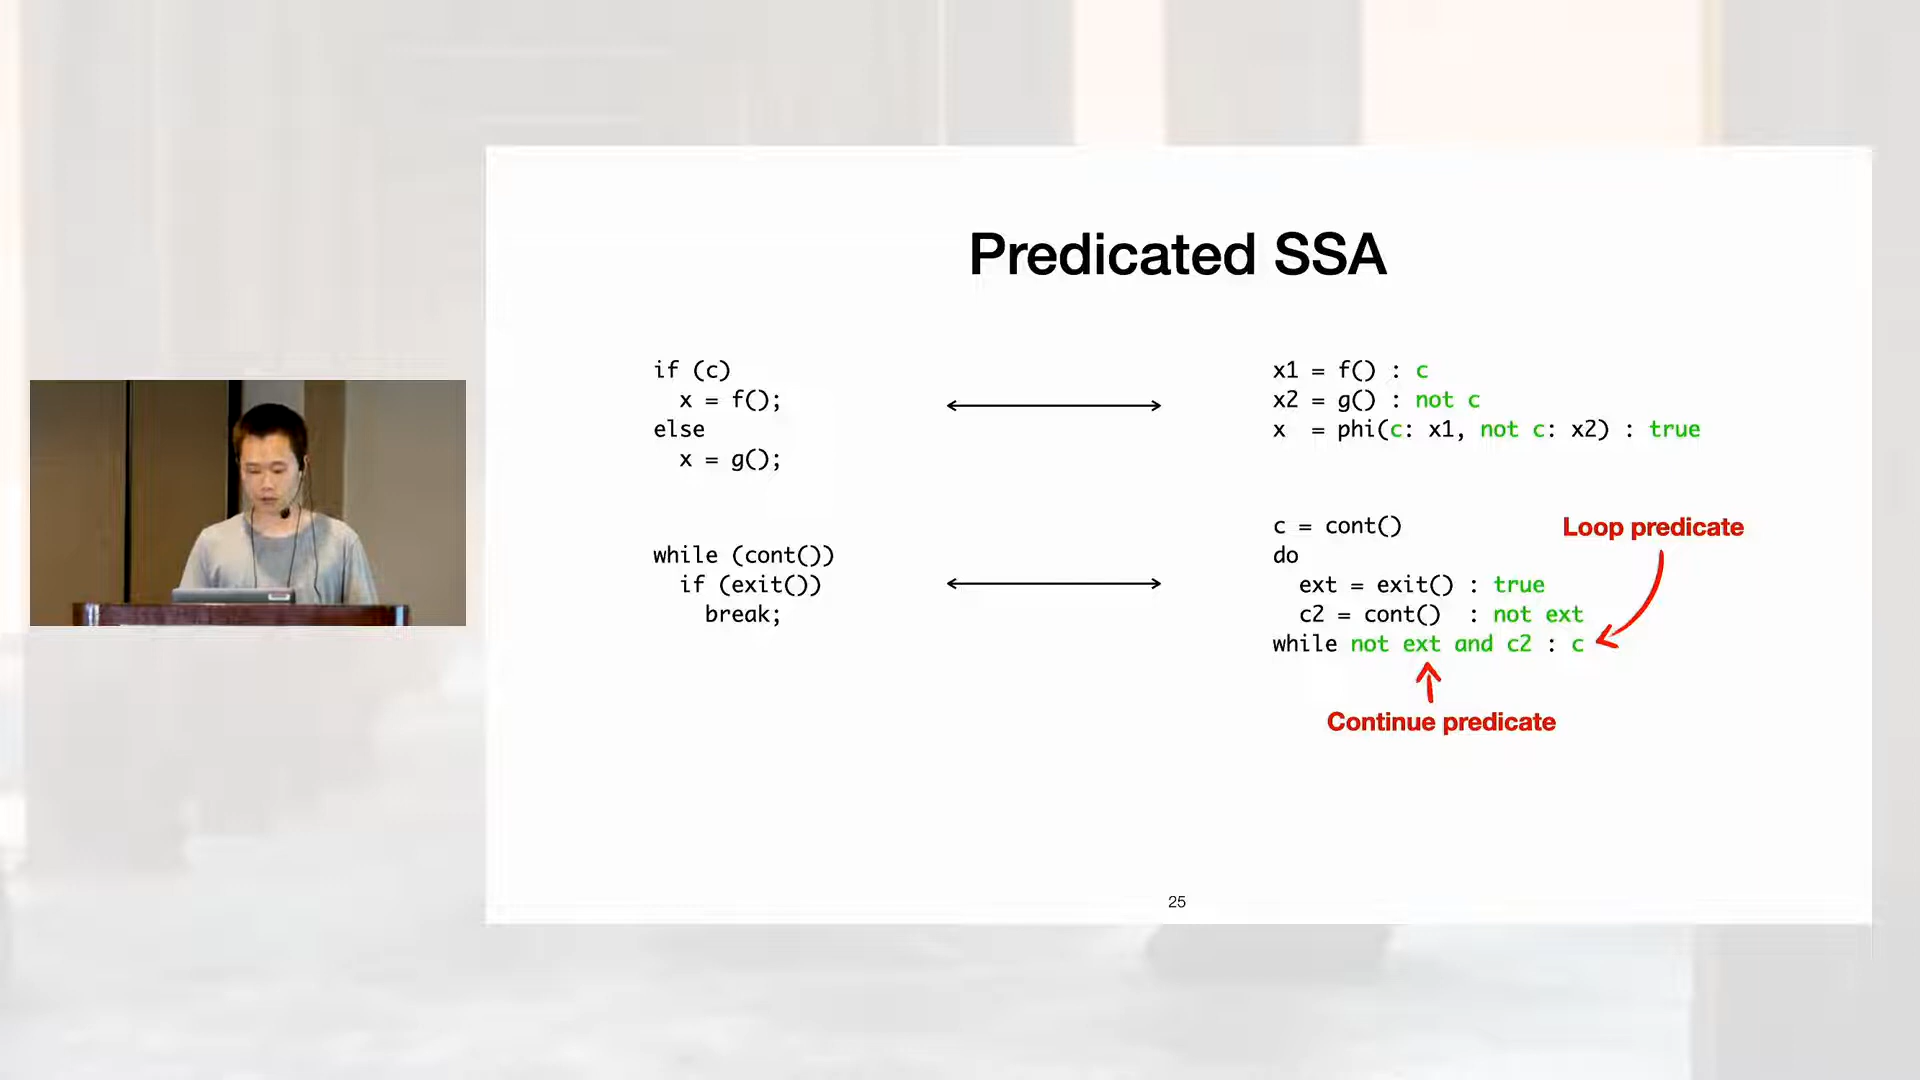 Predicated SSA
if (c)
  x = f();
else
  x = g();
x1 = f() : c
x2 = g() : not c
x  = phi(c: x1, not c: x2) : true
while (cont())
  if (exit())
    break;
c = cont()
do
  ext = exit() : true
  c2 = cont()  : not ext
while not ext and c2 : c
Loop predicate
Continue predicate
25